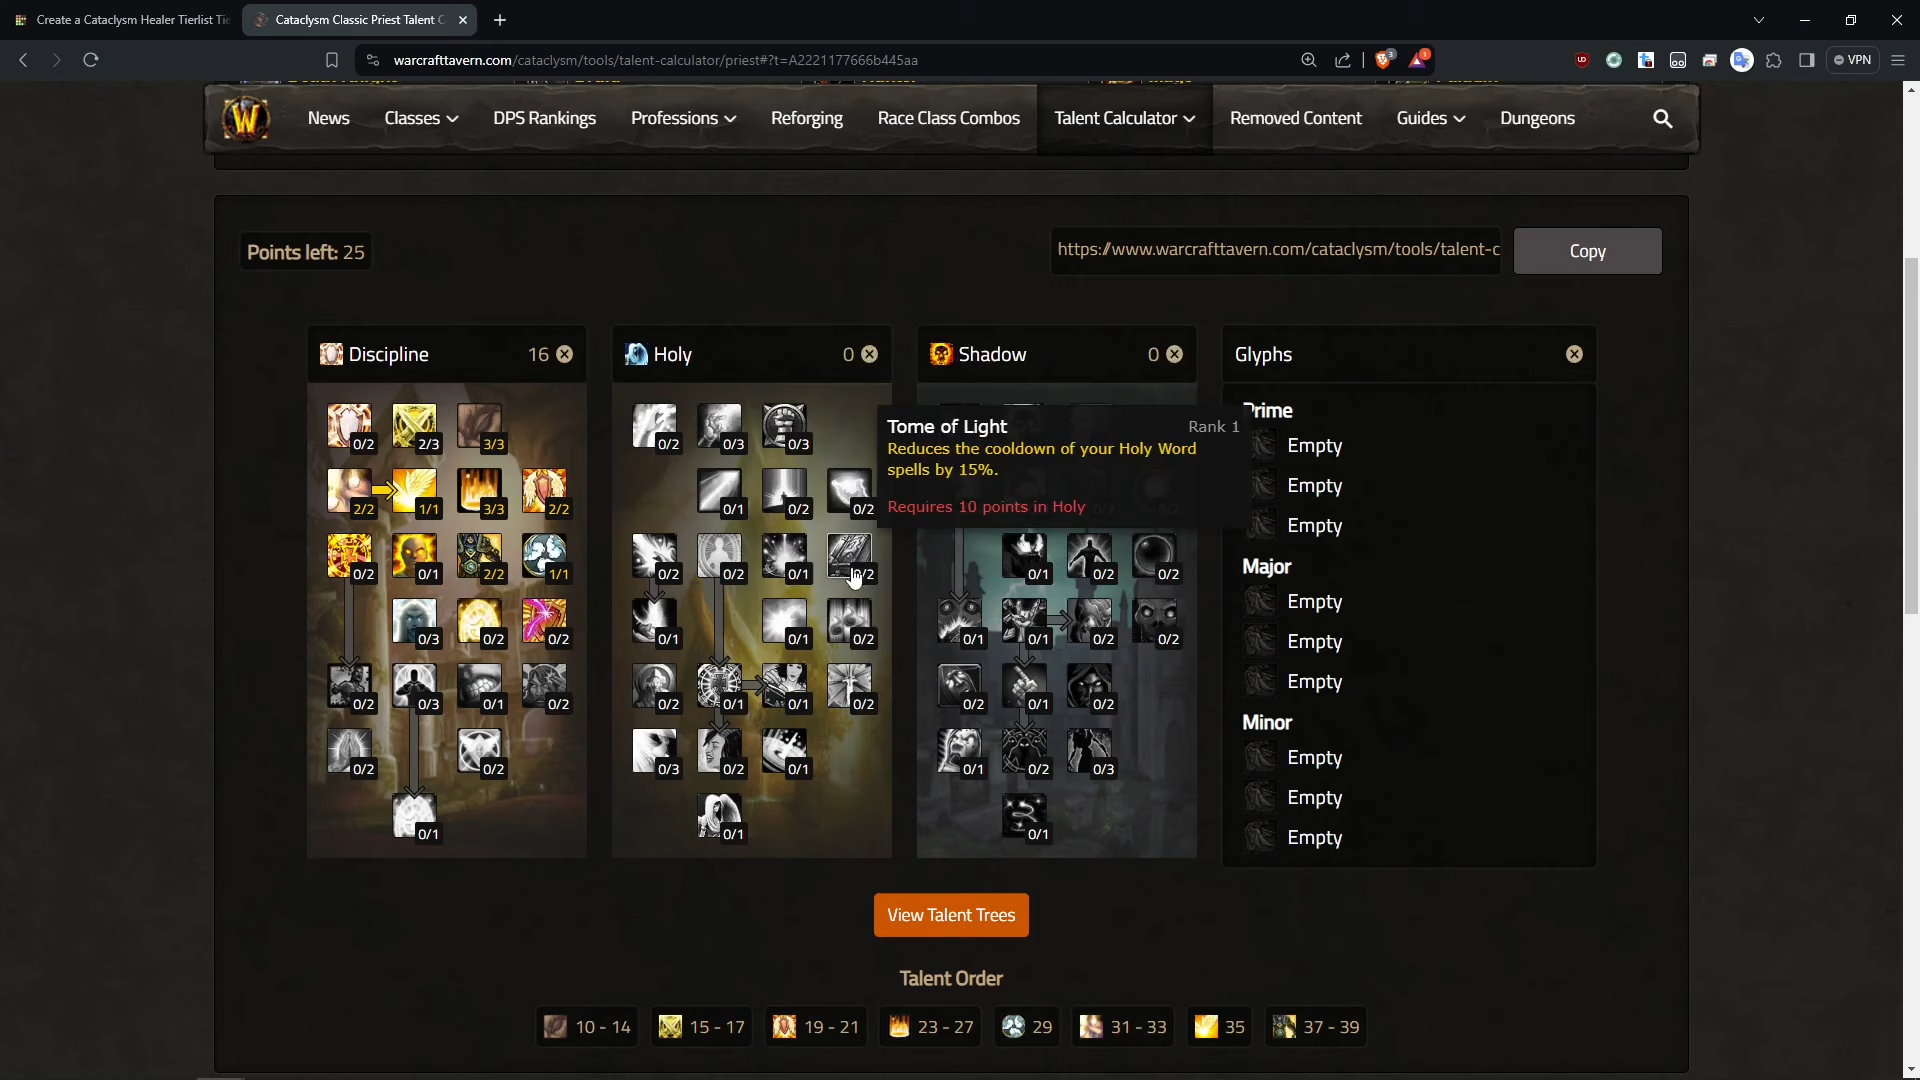 Create a Cataclysm Healer Tierlist Tie
Cataclysm Classic Priest Talent C
warcrafttavern.com/cataclysm/tools/talent-calculator/priest#?t=A2221177666b445aa
3
1
VPN
News
Classes
DPS Rankings
Professions
Reforging
Race Class Combos
Talent Calculator
Removed Content
Guides
Dungeons
Points left: 25
https://www.warcrafttavern.com/cataclysm/tools/talent-c
Copy
Discipline 16
Holy 0
Shadow 0
Glyphs
0/2 2/3 3/3
0/2 0/3 0/3
Tome of Light Rank 1
Reduces the cooldown of your Holy Word
spells by 15%.
Requires 10 points in Holy
Prime
Empty
Empty
Empty
2/2 1/1 3/3 2/2
0/1 0/2 0/2
0/2 0/1 2/2 1/1
0/2 0/2 0/1 0/2
0/1 0/2 0/2
Major
Empty
Empty
Empty
0/3 0/2 0/2
0/1 0/1 0/2
0/1 0/1 0/2 0/2
0/2 0/3 0/1 0/2
0/2 0/1 0/1 0/2
0/2 0/1 0/2
Minor
Empty
Empty
Empty
0/2 0/2
0/3 0/2 0/1
0/1 0/2 0/3
0/1
0/1
0/1
View Talent Trees
Talent Order
10 - 14
15 - 17
19 - 21
23 - 27
29
31 - 33
35
37 - 39